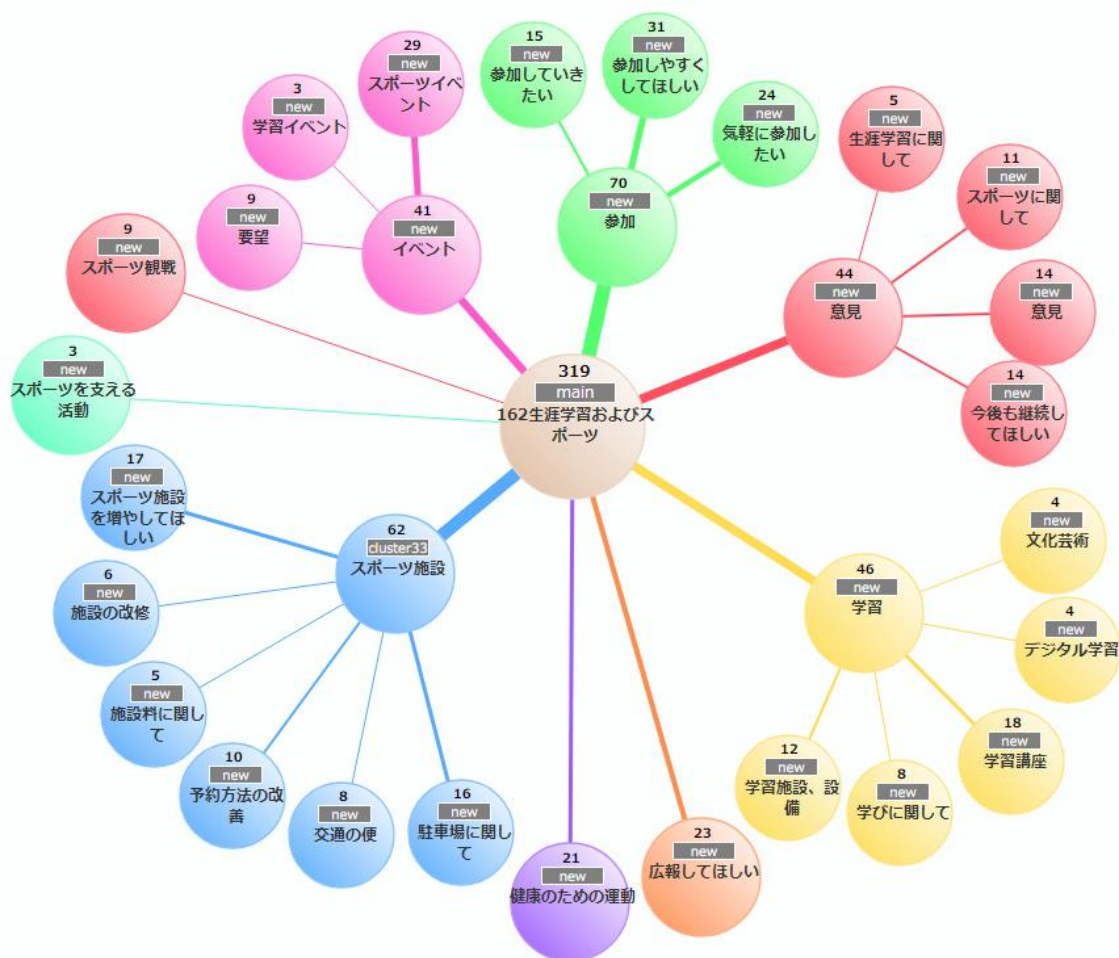 29
new
スポーツイベ
ント
3
new
学習イベント
9
new
要望
41
new
イベント
15
new
参加していき
たい
31
new
参加しやすく
してほしい
24
new
気軽に参加し
たい
70
new
参加
5
new
生涯学習に関
して
11
new
スポーツに関
して
14
new
意見
14
new
今後も継続し
てほしい
44
new
意見
9
new
スポーツ観戦
3
new
スポーツを支える
活動
319
main
162生涯学習およびス
ポーツ
17
new
スポーツ施設
を増やしてほ
しい
6
new
施設の改修
5
new
施設料に関し
て
10
new
予約方法の改
善
8
new
交通の便
16
new
駐車場に関し
て
62
cluster33
スポーツ施設
21
new
健康のための運動
23
new
広報してほしい
46
new
学習
4
new
文化芸術
4
new
デジタル学習
18
new
学習講座
8
new
学びに関して
12
new
学習施設、設
備